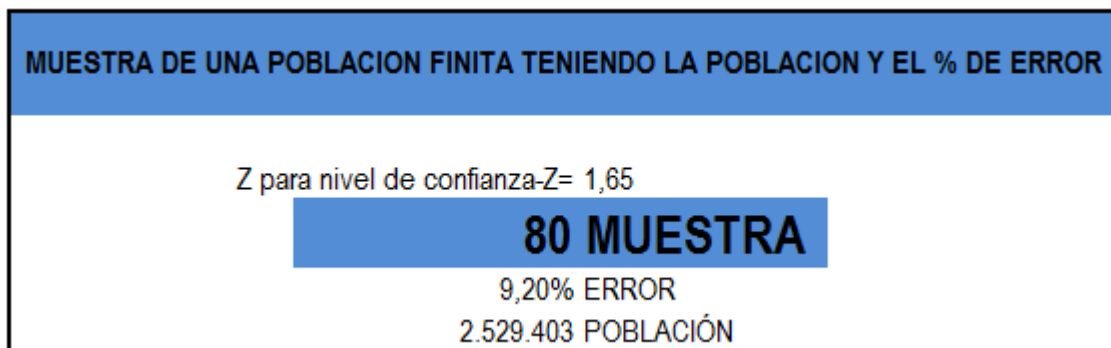 MUESTRA DE UNA POBLACION FINITA TENIENDO LA POBLACION Y EL % DE ERROR
Z para nivel de confianza-Z= 1,65
80 MUESTRA
9,20% ERROR
2.529.403 POBLACIÓN